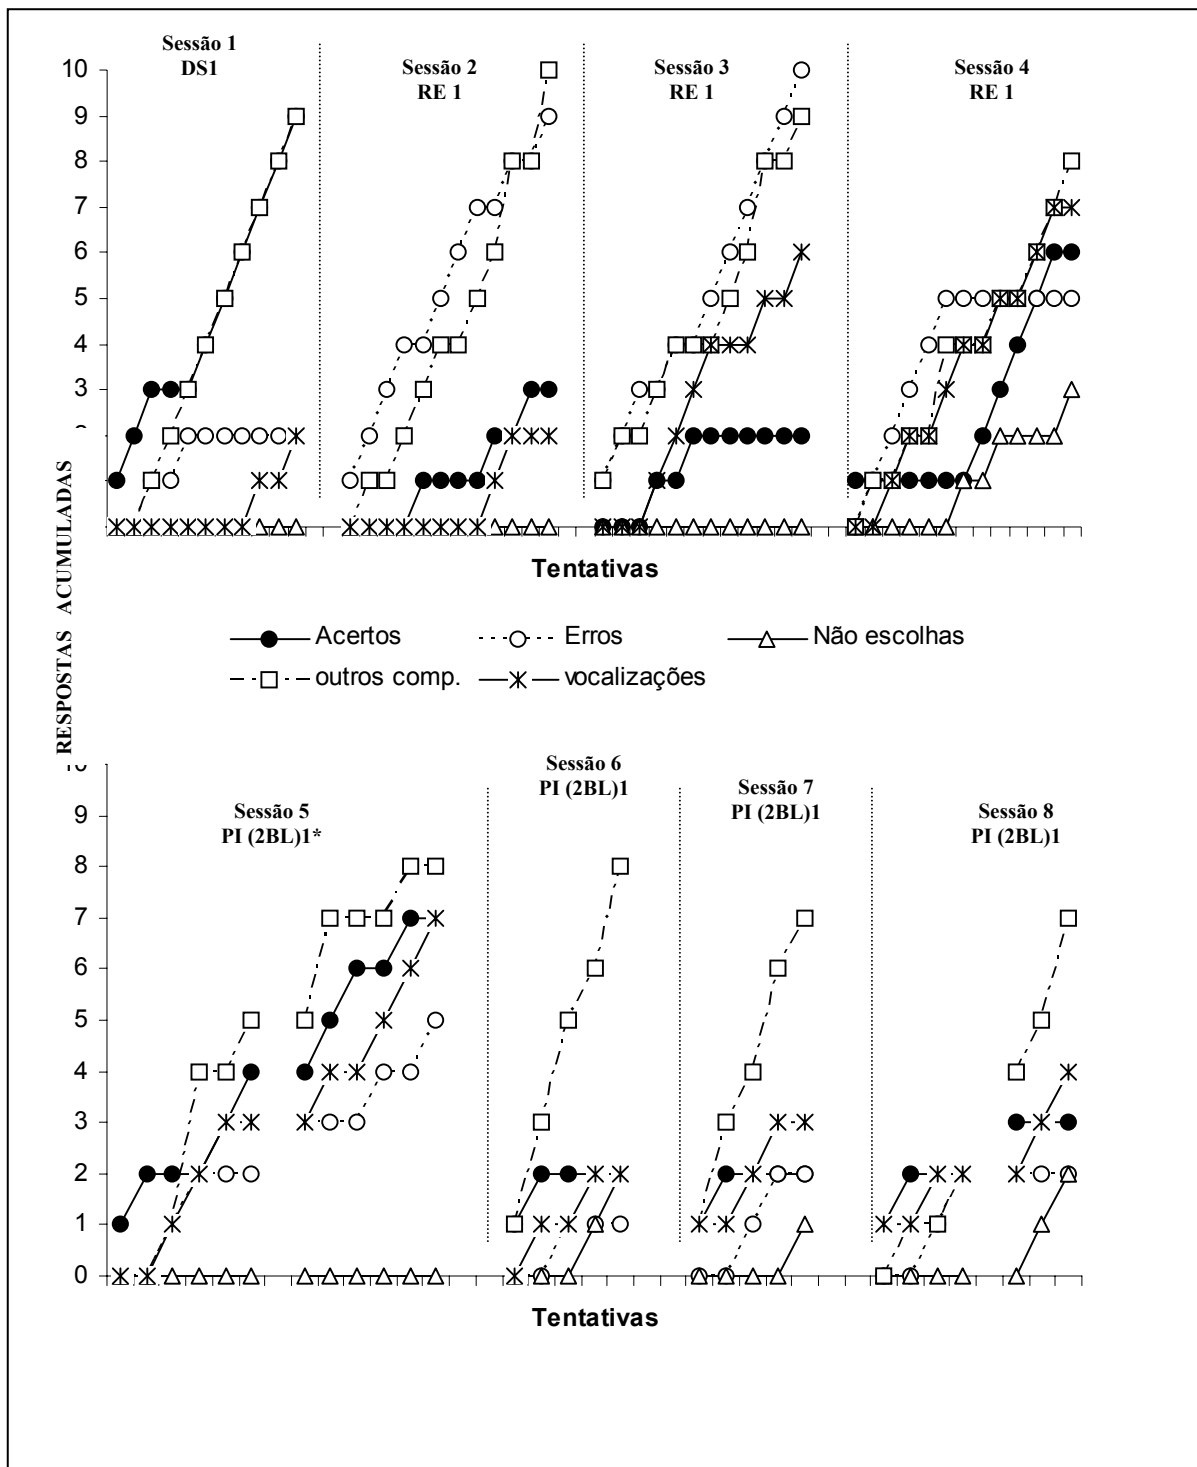 Sessão 1
DS1
Sessão 2
RE 1
Sessão 3
RE 1
Sessão 4
RE 1
10
9
8
7
6
5
4
3
Tentativas
RESPOSTAS ACUMULADAS
Acertos
Erros
Não escolhas
outros comp.
vocalizações
Sessão 5
PI (2BL)1*
Sessão 6
PI (2BL)1
Sessão 7
PI (2BL)1
Sessão 8
PI (2BL)1
9
8
7
6
5
4
3
2
1
0
Tentativas